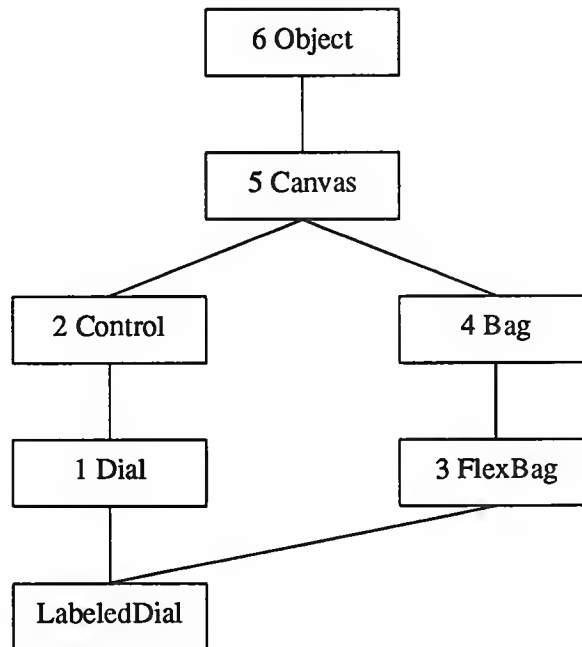 6 Object
5 Canvas
2 Control
4 Bag
1 Dial
3 FlexBag
LabeledDial